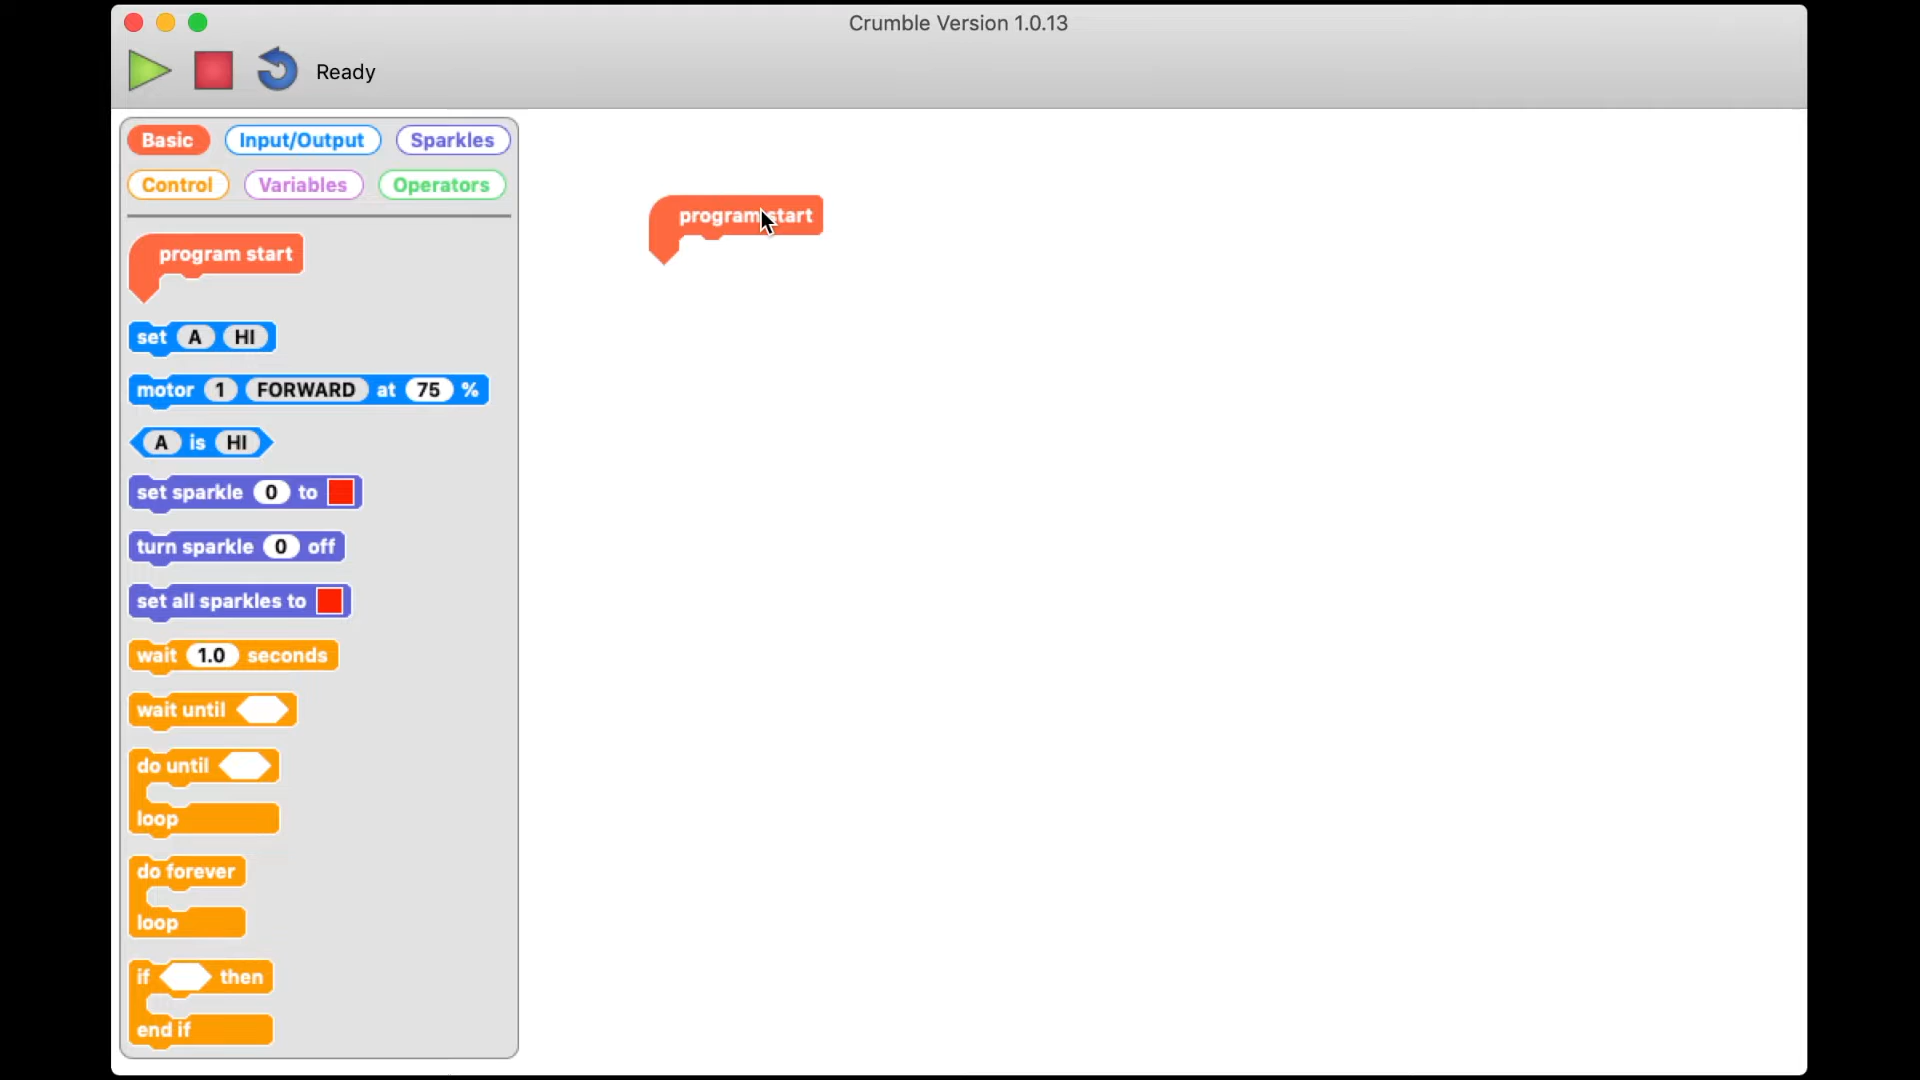 Crumble Version 1.0.13
Ready
Basic Input/Output Sparkles
Control Variables Operators
program start
set A HI
motor 1 FORWARD at 75 %
A is HI
set sparkle 0 to
turn sparkle 0 off
set all sparkles to
wait 1.0 seconds
wait until
do until
loop
do forever
loop
if then
end if
program start